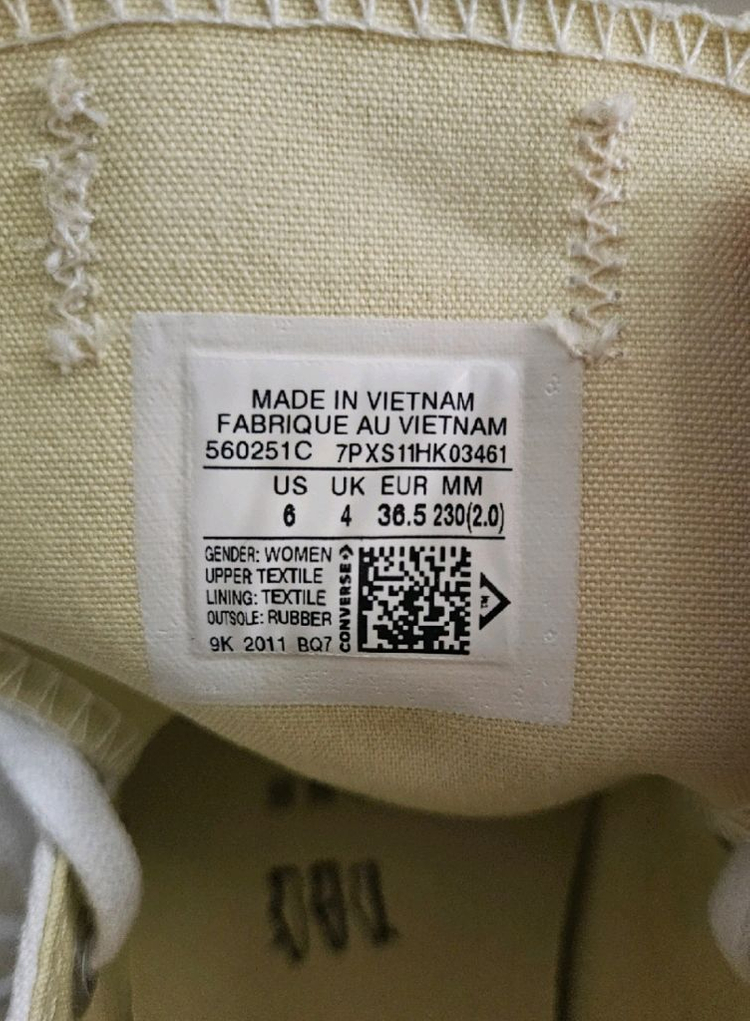 MADE IN VIETNAM
FABRIQUE AU VIETNAM
560251C 7PXS11HK03461
US UK EUR MM
6 4 36.5 230(2.0)
GENDER: WOMEN
UPPER TEXTILE
LINING: TEXTILE
OUTSOLE: RUBBER
9K 2011 BQ7
CONVERSE
TM